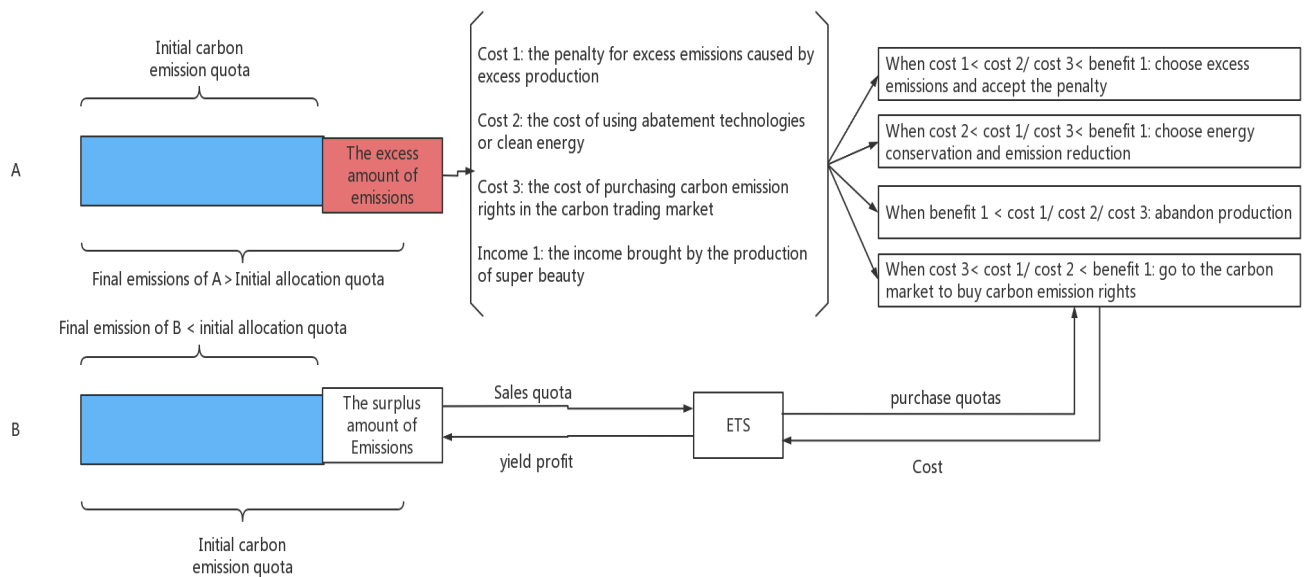 Initial carbon
emission quota
A
The excess
amount of
emissions
Final emissions of A > Initial allocation quota
Cost 1: the penalty for excess emissions caused by
excess production
Cost 2: the cost of using abatement technologies
or clean energy
Cost 3: the cost of purchasing carbon emission
rights in the carbon trading market
Income 1: the income brought by the production
of super beauty
When cost 1< cost 2/ cost 3< benefit 1: choose excess
emissions and accept the penalty
When cost 2< cost 1/ cost 3< benefit 1: choose energy
conservation and emission reduction
When benefit 1 < cost 1/ cost 2/ cost 3: abandon production
When cost 3< cost 1/ cost 2 < benefit 1: go to the carbon
market to buy carbon emission rights
Final emission of B < initial allocation quota
B
The surplus
amount of
Emissions
Sales quota
yield profit
ETS
purchase quotas
Cost
Initial carbon
emission quota